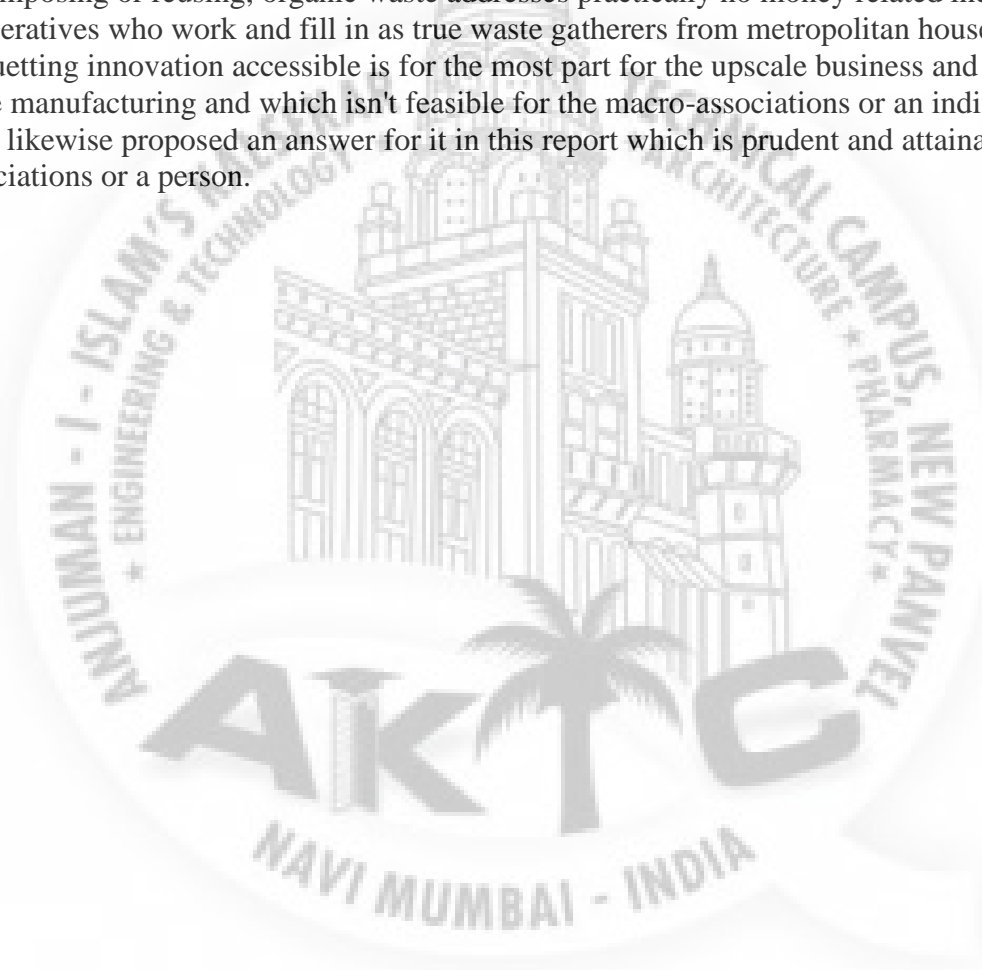 mposing or reusing, organic waste addresses practically no money related
eratives who work and fill in as true waste gatherers from metropolitan house
uetting innovation accessible is for the most part for the upscale business and
e manufacturing and which isn't feasible for the macro-associations or an indi
likewise proposed an answer for it in this report which is prudent and attaina
ciations or a person.
ANJUMAN - I - ISLAM'S KALSEKAR TECHNICAL CAMPUS, NEW PANVEL
* ENGINEERING & TECHNOLOGY * ARCHITECTURE * PHARMACY *
AKTC
NAVI MUMBAI - INDIA